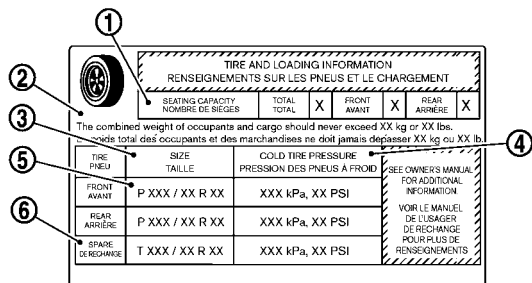 ①
TIRE AND LOADING INFORMATION
RENSEIGNEMENTS SUR LES PNEUS ET LE CHARGEMENT
②
SEATING CAPACITY
NOMBRE DE SIÈGES
TOTAL
TOTAL
X
FRONT
AVANT
X
REAR
ARRIÈRE
X
The combined weight of occupants and cargo should never exceed XX kg or XX lbs.
poids total des occupants et des marchandises ne doit jamais dépasser XX kg ou XX lb.
③
④
TIRE
PNEU
SIZE
TAILLE
COLD TIRE PRESSURE
PRESSION DES PNEUS À FROID
SEE OWNER'S MANUAL
FOR ADDITIONAL
INFORMATION
VOIR LE MANUEL
DE L'USAGER
DE RECHANGE
POUR PLUS DE
RENSEIGNEMENTS
⑤
FRONT
AVANT
P XXX / XX R XX
XXX kPa, XX PSI
REAR
ARRIÈRE
P XXX / XX R XX
XXX kPa, XX PSI
⑥
SPARE
DE RECHANGE
T XXX / XX R XX
XXX kPa, XX PSI